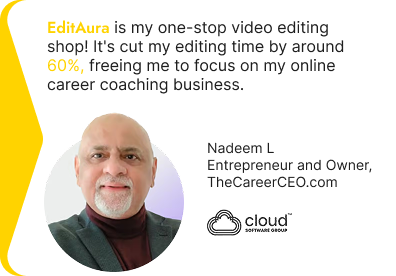 EditAura is my one-stop video editing
shop! It's cut my editing time by around
60%, freeing me to focus on my online
career coaching business.
Nadeem L
Entrepreneur and Owner,
TheCareerCEO.com
cloud™
SOFTWARE GROUP